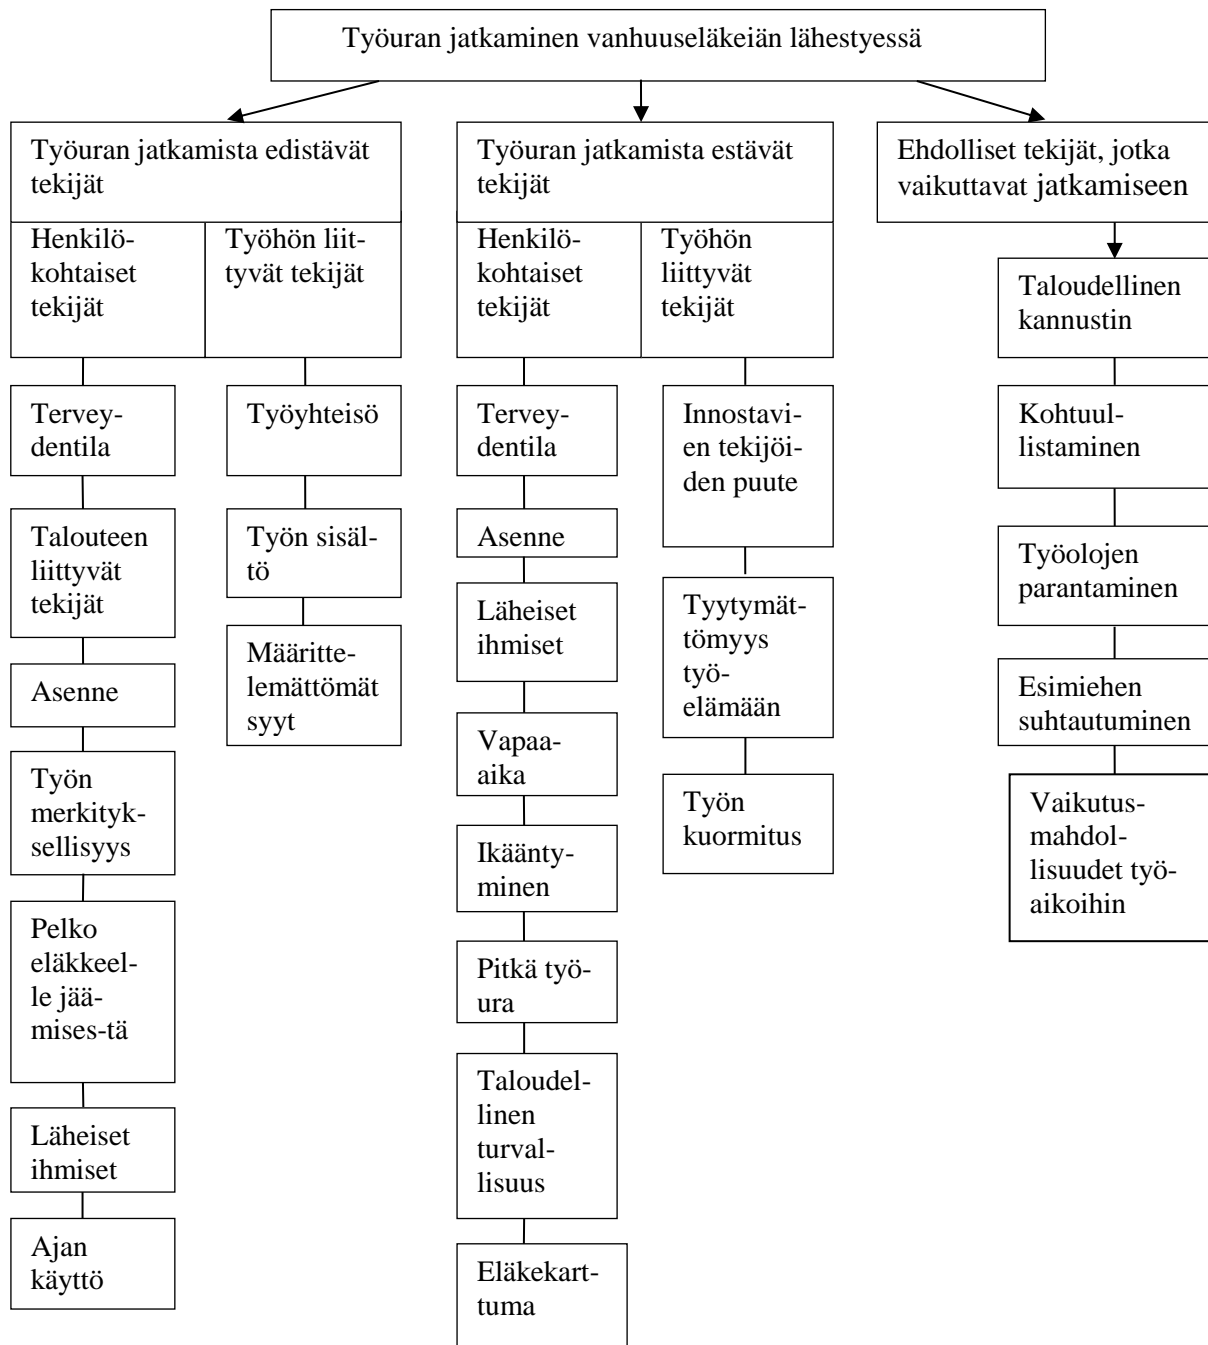 Työuran jatkaminen vanhuuseläkeiän lähestyessä
Työuran jatkamista edistävät
tekijät
Henkilö-
kohtaiset
tekijät
Työhön liit-
tyvät tekijät
Tervey-
dentila
Talouteen
liittyvät
tekijät
Asenne
Työn
merkityk-
sellisyys
Pelko
eläkkeel-
le jää-
mises-tä
Läheiset
ihmiset
Ajan
käyttö
Työyhteisö
Työn sisäl-
tö
Määritte-
lemättömät
syyt
Työuran jatkamista estävät
tekijät
Henkilö-
kohtaiset
tekijät
Työhön
liittyvät
tekijät
Tervey-
dentila
Asenne
Läheiset
ihmiset
Vapaa-
aika
Ikäänty-
minen
Pitkä työ-
ura
Taloudel-
linen
turval-
lisuus
Eläkekart-
tuma
Innostavi-
en tekijöi-
den puute
Tyytymät-
tömyys
työ-
elämään
Työn
kuormitus
Ehdolliset tekijät, jotka
vaikuttavat jatkamiseen
Taloudellinen
kannustin
Kohtuul-
listaminen
Työolojen
parantaminen
Esimiehen
suhtautuminen
Vaikutus-
mahdol-
lisuudet työ-
aikoihin